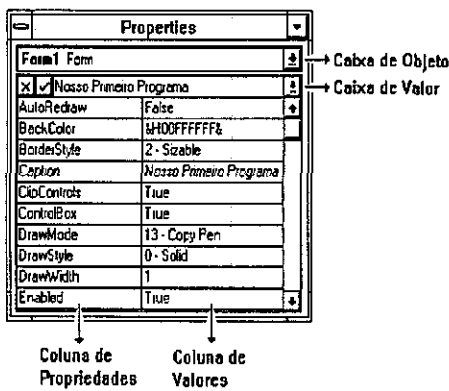 Properties
Form1 Form
Caixa de Objeto
Nosso Primeiro Programa
Caixa de Valor
AutoRedraw False
BackColor &H00FFFFFF&
BorderStyle 2 - Sizable
Caption Nosso Primeiro Programa
ClipControls True
ControlBox True
DrawMode 13 - Copy Pen
DrawStyle 0 - Solid
DrawWidth 1
Enabled True
Coluna de Propriedades
Coluna de Valores